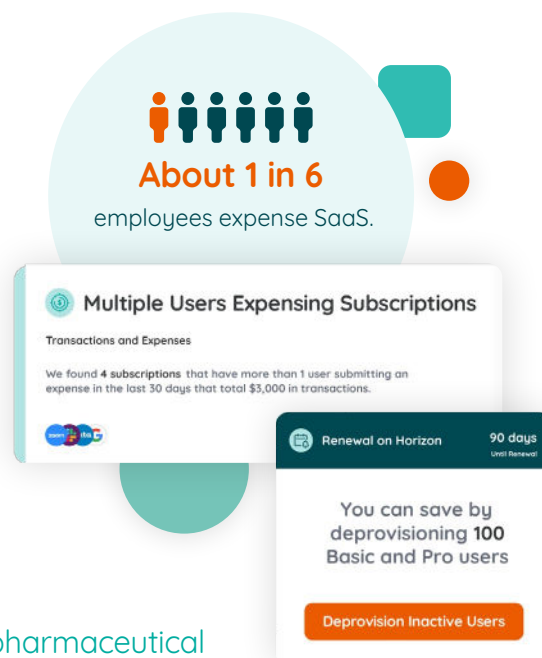 About 1 in 6
employees expense SaaS.
Multiple Users Expensing Subscriptions
Transactions and Expenses
We found 4 subscriptions that have more than 1 user submitting an
expense in the last 30 days that total $3,000 in transactions.
zoom
G
Renewal on Horizon
90 days
Until Renewal
You can save by
deprovisioning 100
Basic and Pro users
Deprovision Inactive Users
pharmaceutical